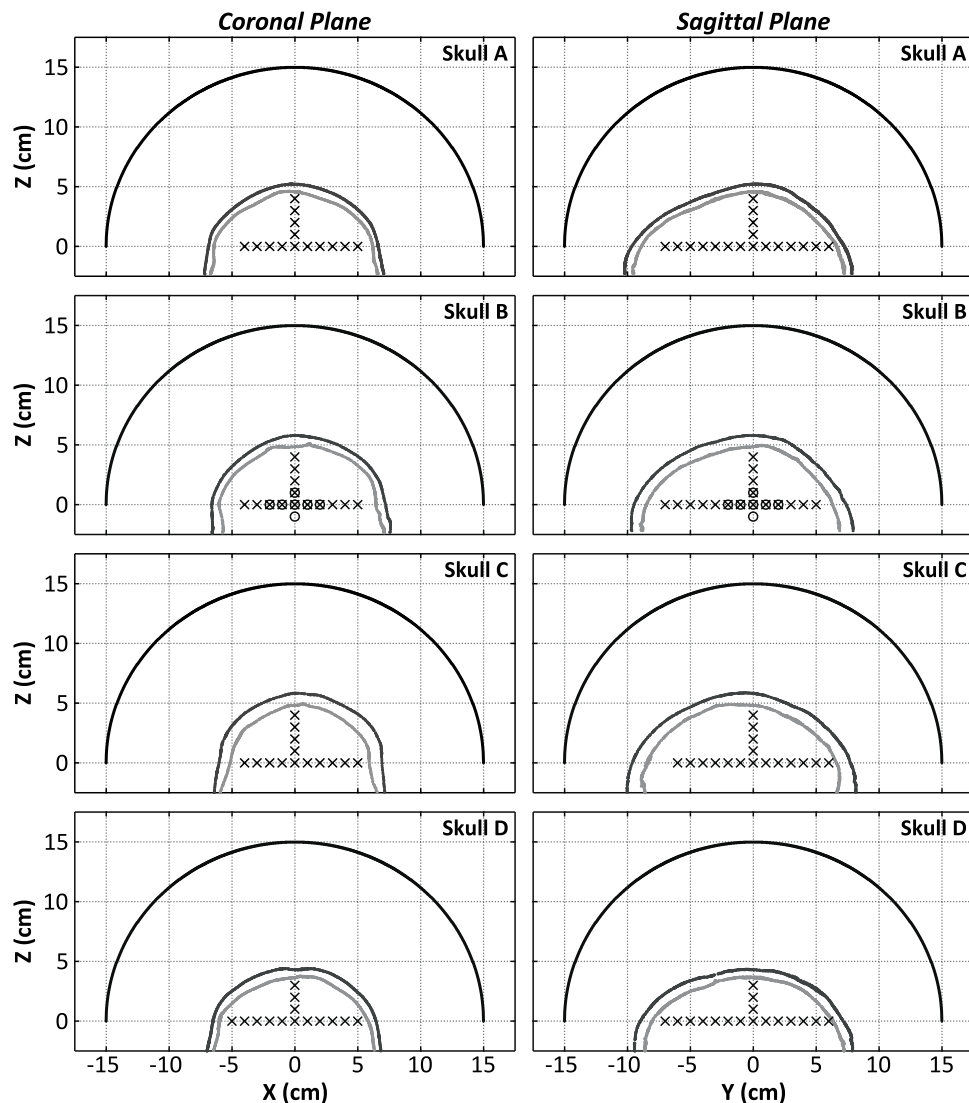 Coronal Plane
Sagittal Plane
Skull A
Skull A
15
10
5
0
Z (cm)
Skull B
Skull B
15
10
5
0
Z (cm)
Skull C
Skull C
15
10
5
0
Z (cm)
Skull D
Skull D
15
10
5
0
Z (cm)
-15 -10 -5 0 5 10 15
-15 -10 -5 0 5 10 15
X (cm)
Y (cm)